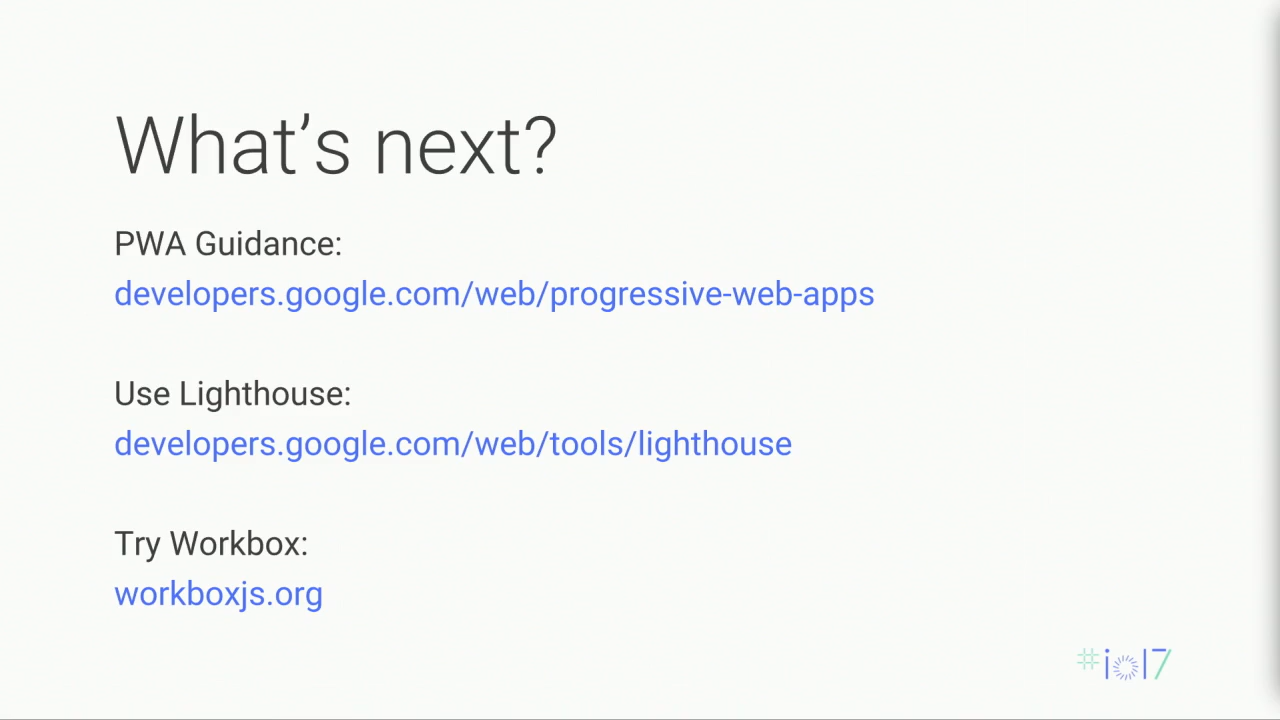 What’s next?
PWA Guidance:
developers.google.com/web/progressive-web-apps
Use Lighthouse:
developers.google.com/web/tools/lighthouse
Try Workbox:
workboxjs.org
#io17